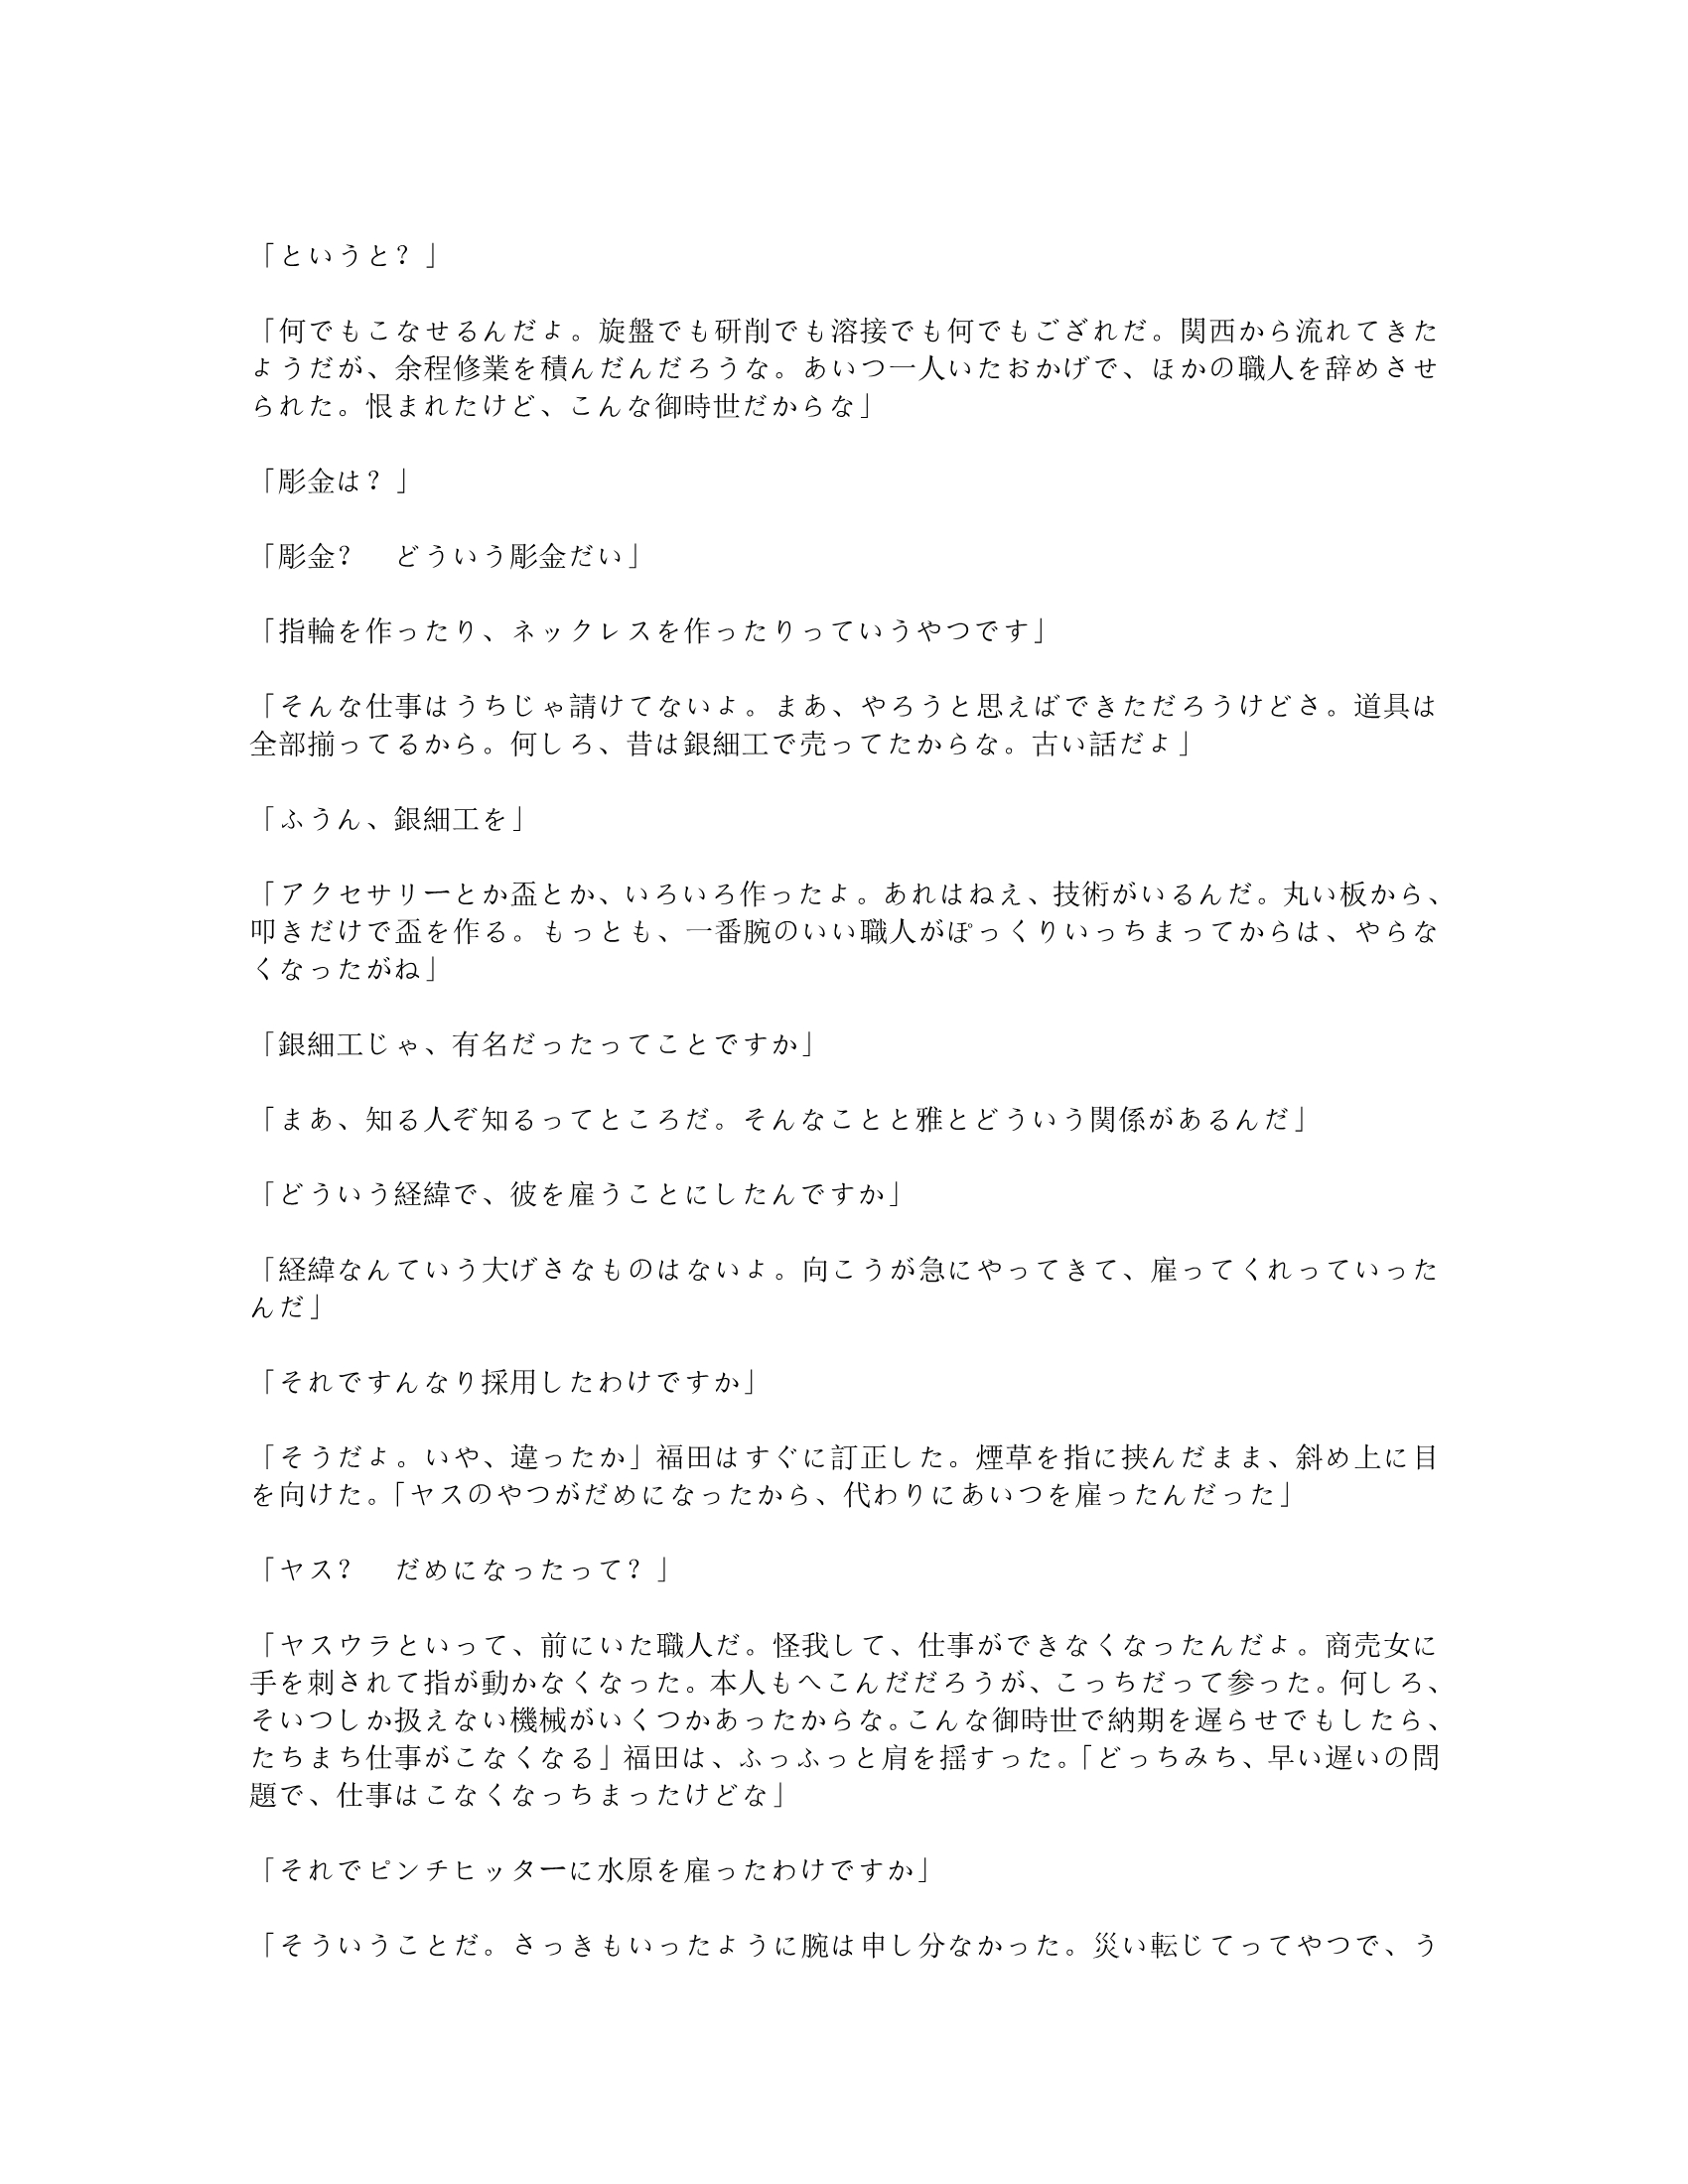 「というと？」
「何でもこなせるんだよ。旋盤でも研削でも溶接でも何でもござれだ。関西から流れてきた
ようだが、余程修業を積んだんだろうな。あいつ一人いたおかげで、ほかの職人を辞めさせ
られた。恨まれたけど、こんな御時世だからな」
「彫金は？」
「彫金？　どういう彫金だい」
「指輪を作ったり、ネックレスを作ったりっていうやつです」
「そんな仕事はうちじゃ請けてないよ。まあ、やろうと思えばできただろうけどさ。道具は
全部揃ってるから。何しろ、昔は銀細工で売ってたからな。古い話だよ」
「ふうん、銀細工を」
「アクセサリーとか盃とか、いろいろ作ったよ。あれはねえ、技術がいるんだ。丸い板から、
叩きだけで盃を作る。もっとも、一番腕のいい職人がぽっくりいっちまってからは、やらな
くなったがね」
「銀細工じゃ、有名だったってことですか」
「まあ、知る人ぞ知るってところだ。そんなことと雅とどういう関係があるんだ」
「どういう経緯で、彼を雇うことにしたんですか」
「経緯なんていう大げさなものはないよ。向こうが急にやってきて、雇ってくれっていった
んだ」
「それですんなり採用したわけですか」
「そうだよ。いや、違ったか」福田はすぐに訂正した。煙草を指に挟んだまま、斜め上に目
を向けた。「ヤスのやつがだめになったから、代わりにあいつを雇ったんだった」
「ヤス？　だめになったって？」
「ヤスウラといって、前にいた職人だ。怪我して、仕事ができなくなったんだよ。商売女に
手を刺されて指が動かなくなった。本人もへこんだだろうが、こっちだって参った。何しろ、
そいつしか扱えない機械がいくつかあったからな。こんな御時世で納期を遅らせでもしたら、
たちまち仕事がこなくなる」福田は、ふっふっと肩を揺すった。「どっちみち、早い遅いの問
題で、仕事はこなくなっちまったけどな」
「それでピンチヒッターに水原を雇ったわけですか」
「そういうことだ。さっきもいったように腕は申し分なかった。災い転じてってやつで、う